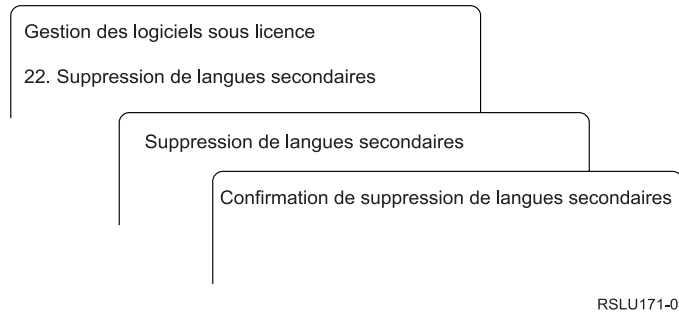 Gestion des logiciels sous licence
22. Suppression de langues secondaires
Suppression de langues secondaires
Confirmation de suppression de langues secondaires
RSLU171-0